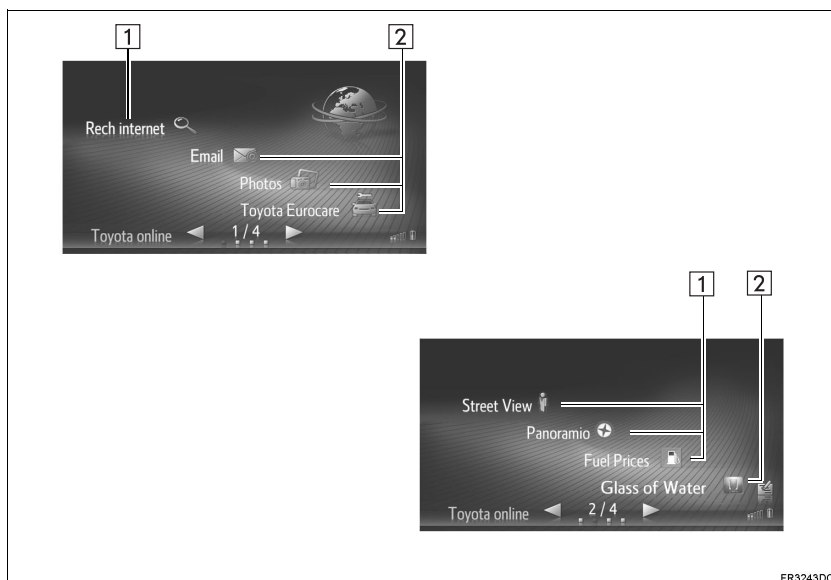 1 2
Rech internet
Email
Photos
Toyota Eurocare
Toyota online 1 / 4
1 2
Street View
Panoramio
Fuel Prices
Glass of Water
Toyota online 2 / 4
FR3243DC